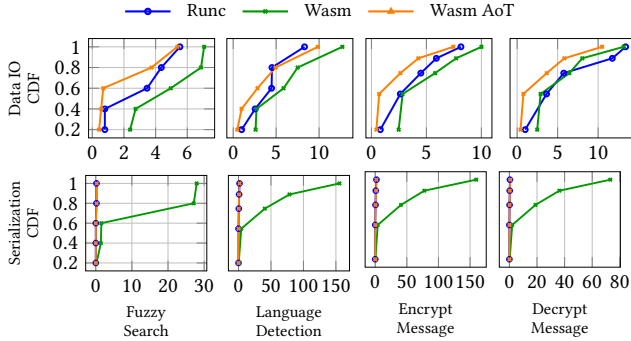 Runc Wasm Wasm AoT
Data IO
CDF
1
0.8
0.6
0.4
0.2
0 2 4 6
0 5 10
0 5 10
0 5 10
Serialization
CDF
1
0.8
0.6
0.4
0.2
0 10 20 30
0 50 100 150
0 50 100 150
0 20 40 60 80
Fuzzy
Search
Language
Detection
Encrypt
Message
Decrypt
Message